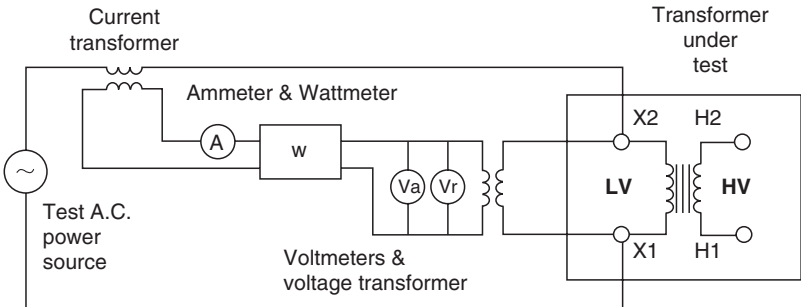 Current
transformer
Transformer
under
test
Ammeter & Wattmeter
X2
H2
A
w
Va
Vr
LV
HV
Test A.C.
power
source
X1
H1
Voltmeters &
voltage transformer